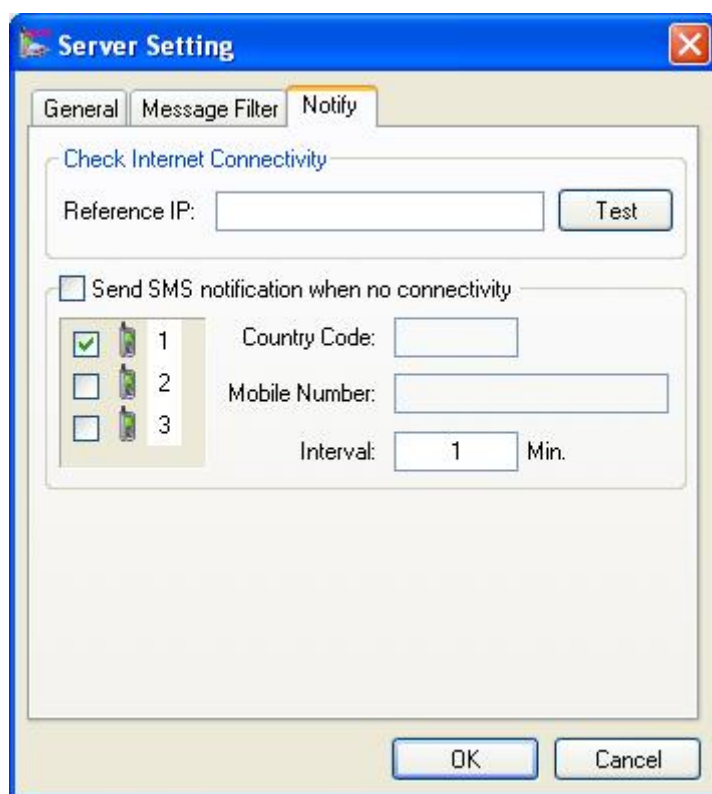 Server Setting
General Message Filter Notify
Check Internet Connectivity
Reference IP: Test
Send SMS notification when no connectivity
1 Country Code:
2 Mobile Number:
3
Interval: 1 Min.
OK Cancel